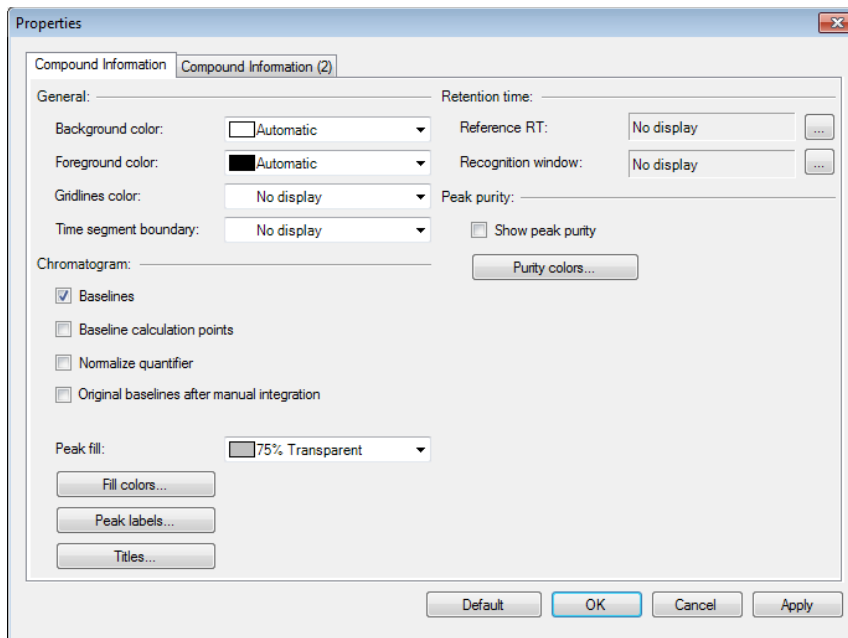 Properties
Compound Information
Compound Information (2)
General:
Background color:
Automatic
Foreground color:
Automatic
Gridlines color:
No display
Time segment boundary:
No display
Chromatogram:
Baselines
Baseline calculation points
Normalize quantifier
Original baselines after manual integration
Peak fill:
75% Transparent
Fill colors...
Peak labels...
Titles...
Retention time:
Reference RT:
No display
...
Recognition window:
No display
...
Peak purity:
Show peak purity
Purity colors...
Default
OK
Cancel
Apply